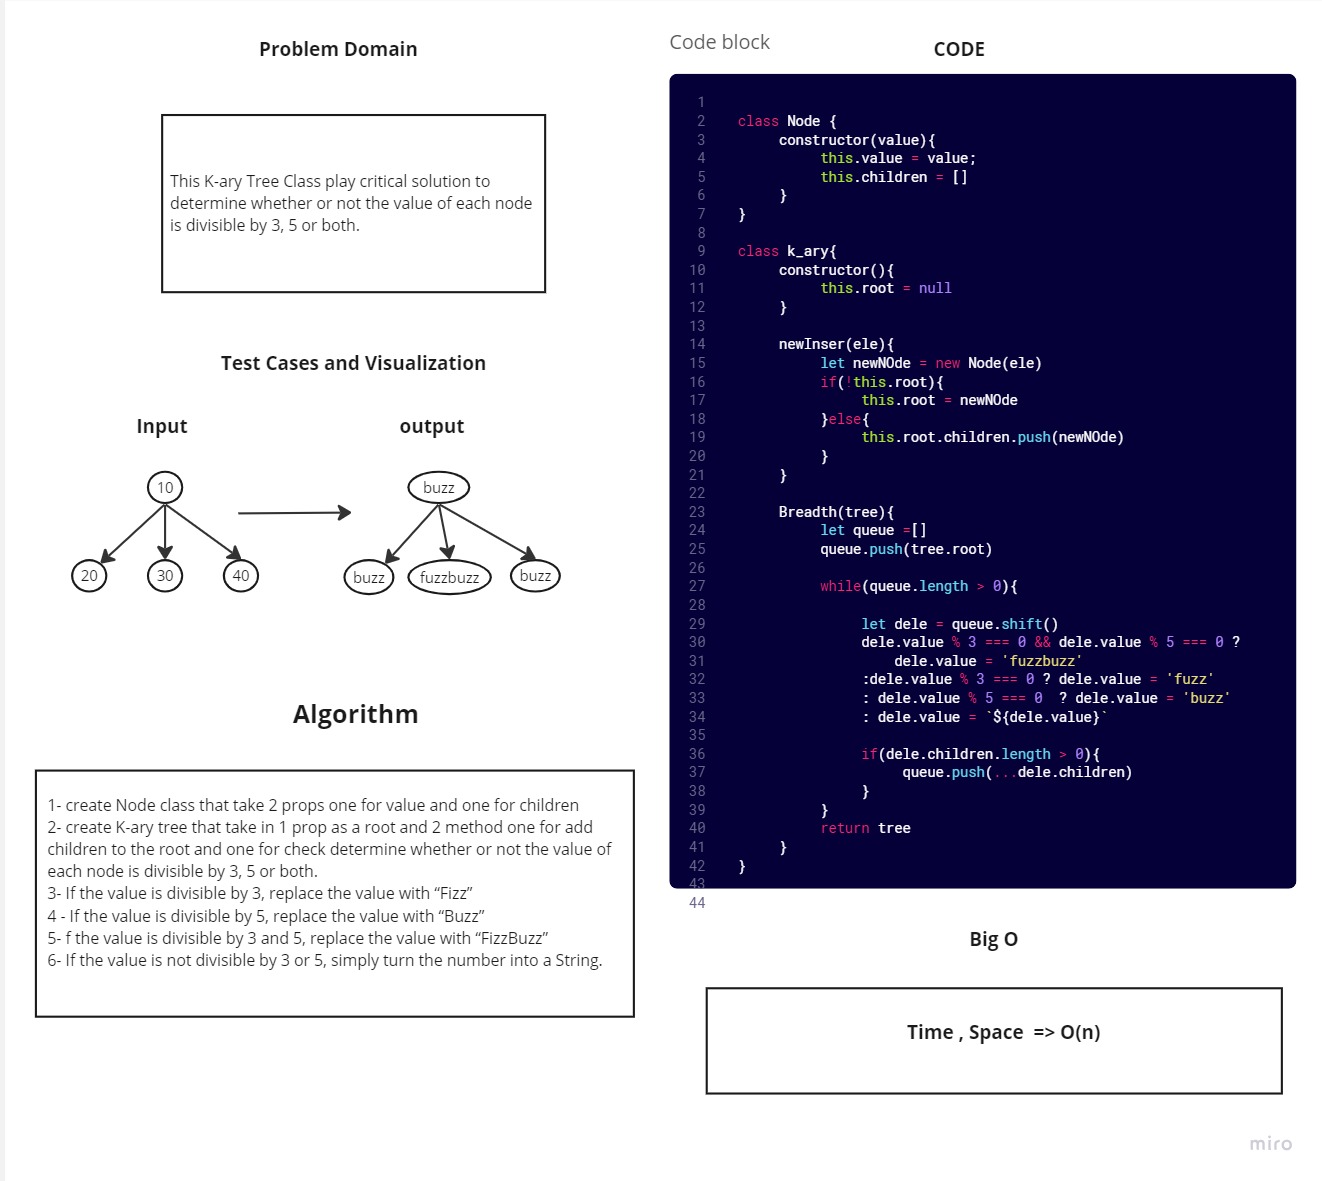 Problem Domain
This K-ary Tree Class play critical solution to
determine whether or not the value of each node
is divisible by 3, 5 or both.
Test Cases and Visualization
Input
output
10
20
30
40
buzz
buzz
fuzzbuzz
buzz
Algorithm
1- create Node class that take 2 props one for value and one for children
2- create K-ary tree that take in 1 prop as a root and 2 method one for add
children to the root and one for check determine whether or not the value of
each node is divisible by 3, 5 or both.
3- If the value is divisible by 3, replace the value with “Fizz”
4 - If the value is divisible by 5, replace the value with “Buzz”
5- f the value is divisible by 3 and 5, replace the value with “FizzBuzz”
6- If the value is not divisible by 3 or 5, simply turn the number into a String.
Code block
CODE
1
2 class Node {
3 constructor(value){
4 this.value = value;
5 this.children = []
6 }
7 }
8
9 class k_ary{
10 constructor(){
11 this.root = null
12 }
13
14 newInser(ele){
15 let newNOde = new Node(ele)
16 if(!this.root){
17 this.root = newNOde
18 }else{
19 this.root.children.push(newNOde)
20 }
21 }
22
23 Breadth(tree){
24 let queue =[]
25 queue.push(tree.root)
26
27 while(queue.length > 0){
28
29 let dele = queue.shift()
30 dele.value % 3 === 0 && dele.value % 5 === 0 ?
31 dele.value = 'fuzzbuzz'
32 :dele.value % 3 === 0 ? dele.value = 'fuzz'
33 : dele.value % 5 === 0  ? dele.value = 'buzz'
34 : dele.value = `${dele.value}`
35
36 if(dele.children.length > 0){
37 queue.push(...dele.children)
38 }
39 }
40 return tree
41 }
42 }
43
44
Big O
Time , Space  => O(n)
miro